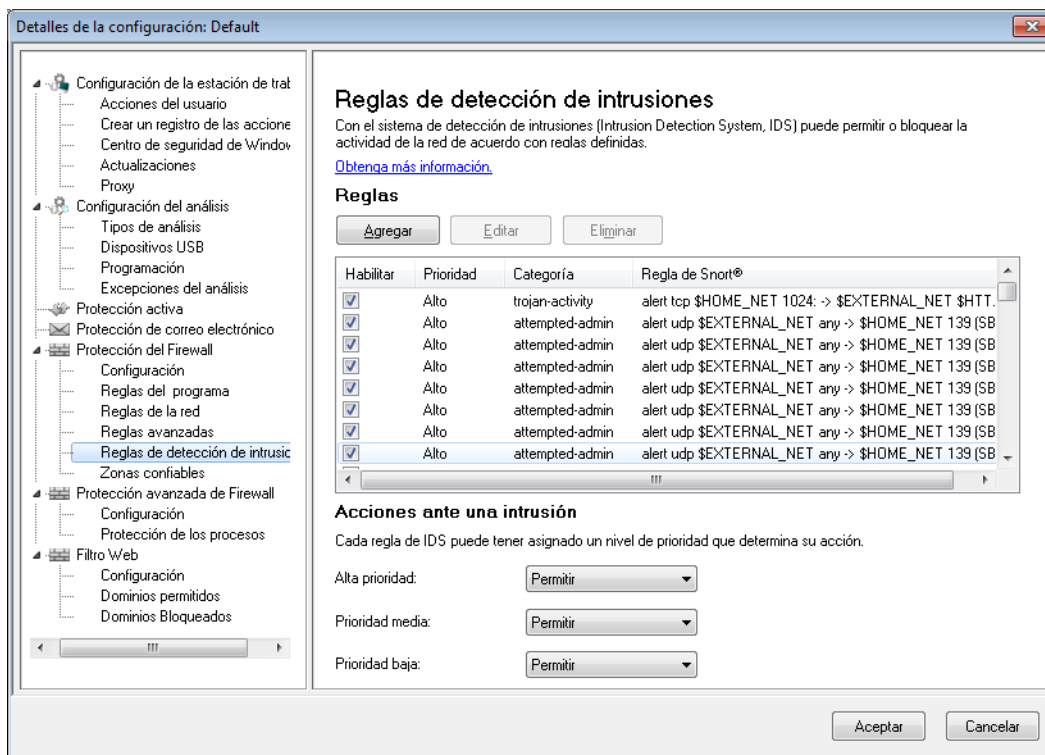 Detalles de la configuración: Default
Configuración de la estación de trat
Acciones del usuario
Crear un registro de las accione
Centro de seguridad de Window
Actualizaciones
Proxy
Configuración del análisis
Tipos de análisis
Dispositivos USB
Programación
Excepciones del análisis
Protección activa
Protección de correo electrónico
Protección del Firewall
Configuración
Reglas del programa
Reglas de la red
Reglas avanzadas
Reglas de detección de intrusic
Zonas confiables
Protección avanzada de Firewall
Configuración
Protección de los procesos
Filtro Web
Configuración
Dominios permitidos
Dominios Bloqueados
Reglas de detección de intrusiones
Con el sistema de detección de intrusiones (Intrusion Detection System, IDS) puede permitir o bloquear la
actividad de la red de acuerdo con reglas definidas.
Obtenga más información.
Reglas
Agregar Editar Eliminar
Habilitar Prioridad Categoría Regla de Snort®
Alto trojan-activity alert tcp $HOME_NET 1024: -> $EXTERNAL_NET $HTT...
Alto attempted-admin alert udp $EXTERNAL_NET any -> $HOME_NET 139 (SB
Alto attempted-admin alert udp $EXTERNAL_NET any -> $HOME_NET 139 (SB
Alto attempted-admin alert udp $EXTERNAL_NET any -> $HOME_NET 139 (SB
Alto attempted-admin alert udp $EXTERNAL_NET any -> $HOME_NET 139 (SB
Alto attempted-admin alert udp $EXTERNAL_NET any -> $HOME_NET 139 (SB
Alto attempted-admin alert udp $EXTERNAL_NET any -> $HOME_NET 139 (SB
Alto attempted-admin alert udp $EXTERNAL_NET any -> $HOME_NET 139 (SB
Acciones ante una intrusión
Cada regla de IDS puede tener asignado un nivel de prioridad que determina su acción.
Alta prioridad: Permitir
Prioridad media: Permitir
Prioridad baja: Permitir
Aceptar Cancelar